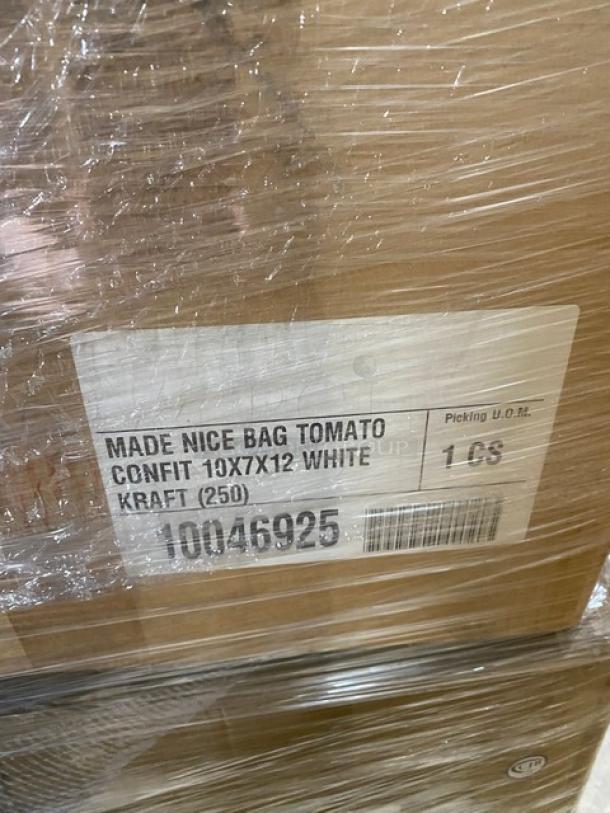 MADE NICE BAG TOMATO
CONFIT 10X7X12 WHITE
KRAFT (250)
Picking U.O.M.
1 CS
10046925